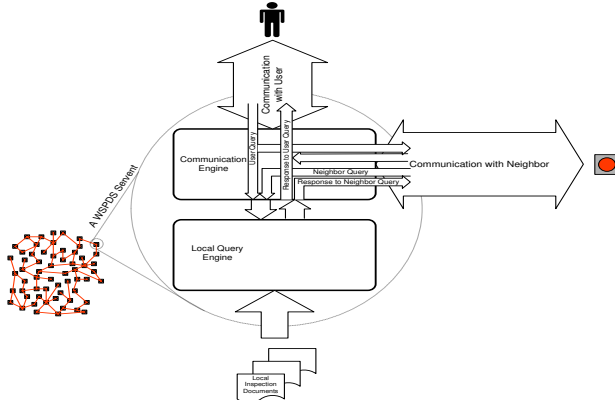 Communication
with User
A WSPDS Servent
Communication
Engine
User Query
Response to User Query
Communication with Neighbor
Neighbor Query
Response to Neighbor Query
Local Query
Engine
Local
Inspection
Documents